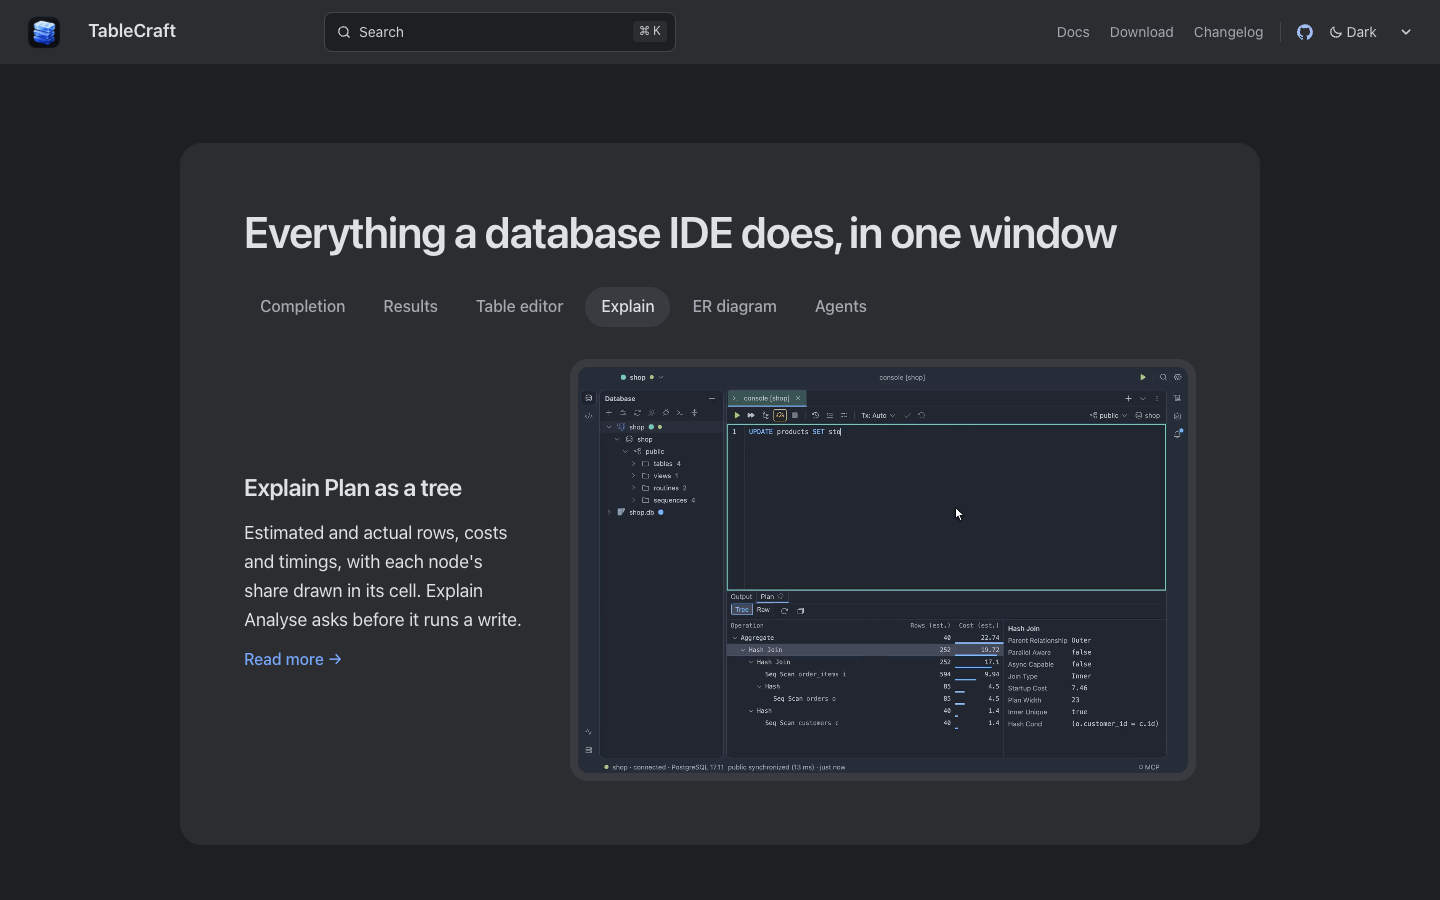 TableCraft
Search
⌘ K
Docs
Download
Changelog
Dark
Everything a database IDE does, in one window
Completion
Results
Table editor
Explain
ER diagram
Agents
Explain Plan as a tree
Estimated and actual rows, costs
and timings, with each node's
share drawn in its cell. Explain
Analyse asks before it runs a write.
Read more →
shop
console [shop]
Database
shop
shop
public
tables 4
views 1
routines 2
sequences 4
shop.db
console [shop]
Tx: Auto
public
shop
1 UPDATE products SET sto
Output
Plan
Tree
Raw
Operation Rows (est.) Cost (est.)
Aggregate 40 22.74
Hash Join 252 19.72
Hash Join 252 17.1
Seq Scan order_items i 594 9.94
Hash 85 4.5
Seq Scan orders o 85 4.5
Hash 40 1.4
Seq Scan customers c 40 1.4
Hash Join
Parent Relationship Outer
Parallel Aware false
Async Capable false
Join Type Inner
Startup Cost 7.46
Plan Width 23
Inner Unique true
Hash Cond (o.customer_id = c.id)
shop · connected · PostgreSQL 17.11 public synchronized (13 ms) · just now
MCP